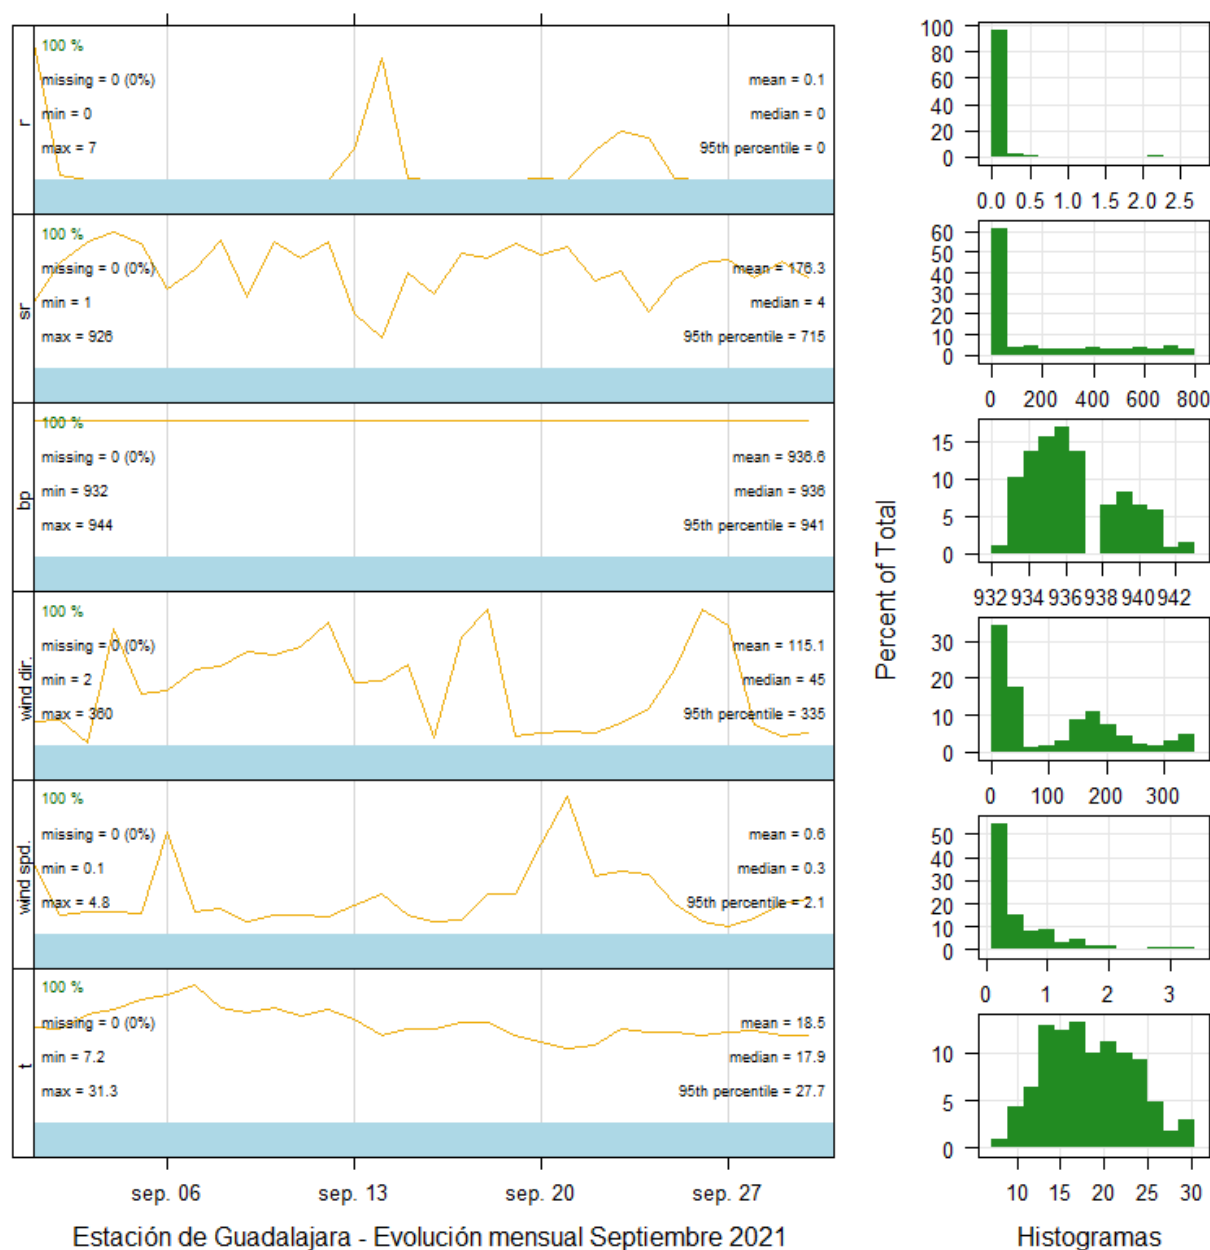 r
100 %
missing = 0 (0%)
min = 0
max = 7
mean = 0.1
median = 0
95th percentile = 0
sr
100 %
missing = 0 (0%)
min = 1
max = 926
mean = 176.3
median = 4
95th percentile = 715
bp
100 %
missing = 0 (0%)
min = 932
max = 944
mean = 936.6
median = 936
95th percentile = 941
wind dir.
100 %
missing = 0 (0%)
min = 2
max = 360
mean = 115.1
median = 45
95th percentile = 335
wind spd.
100 %
missing = 0 (0%)
min = 0.1
max = 4.8
mean = 0.6
median = 0.3
95th percentile = 2.1
t
100 %
missing = 0 (0%)
min = 7.2
max = 31.3
mean = 18.5
median = 17.9
95th percentile = 27.7
sep. 06 sep. 13 sep. 20 sep. 27
Estación de Guadalajara - Evolución mensual Septiembre 2021
Percent of Total
100
80
60
40
20
0
0.0 0.5 1.0 1.5 2.0 2.5
60
50
40
30
20
10
0
0 200 400 600 800
15
10
5
0
932 934 936 938 940 942
30
20
10
0
0 100 200 300
50
40
30
20
10
0
0 1 2 3
10
5
0
10 15 20 25 30
Histogramas